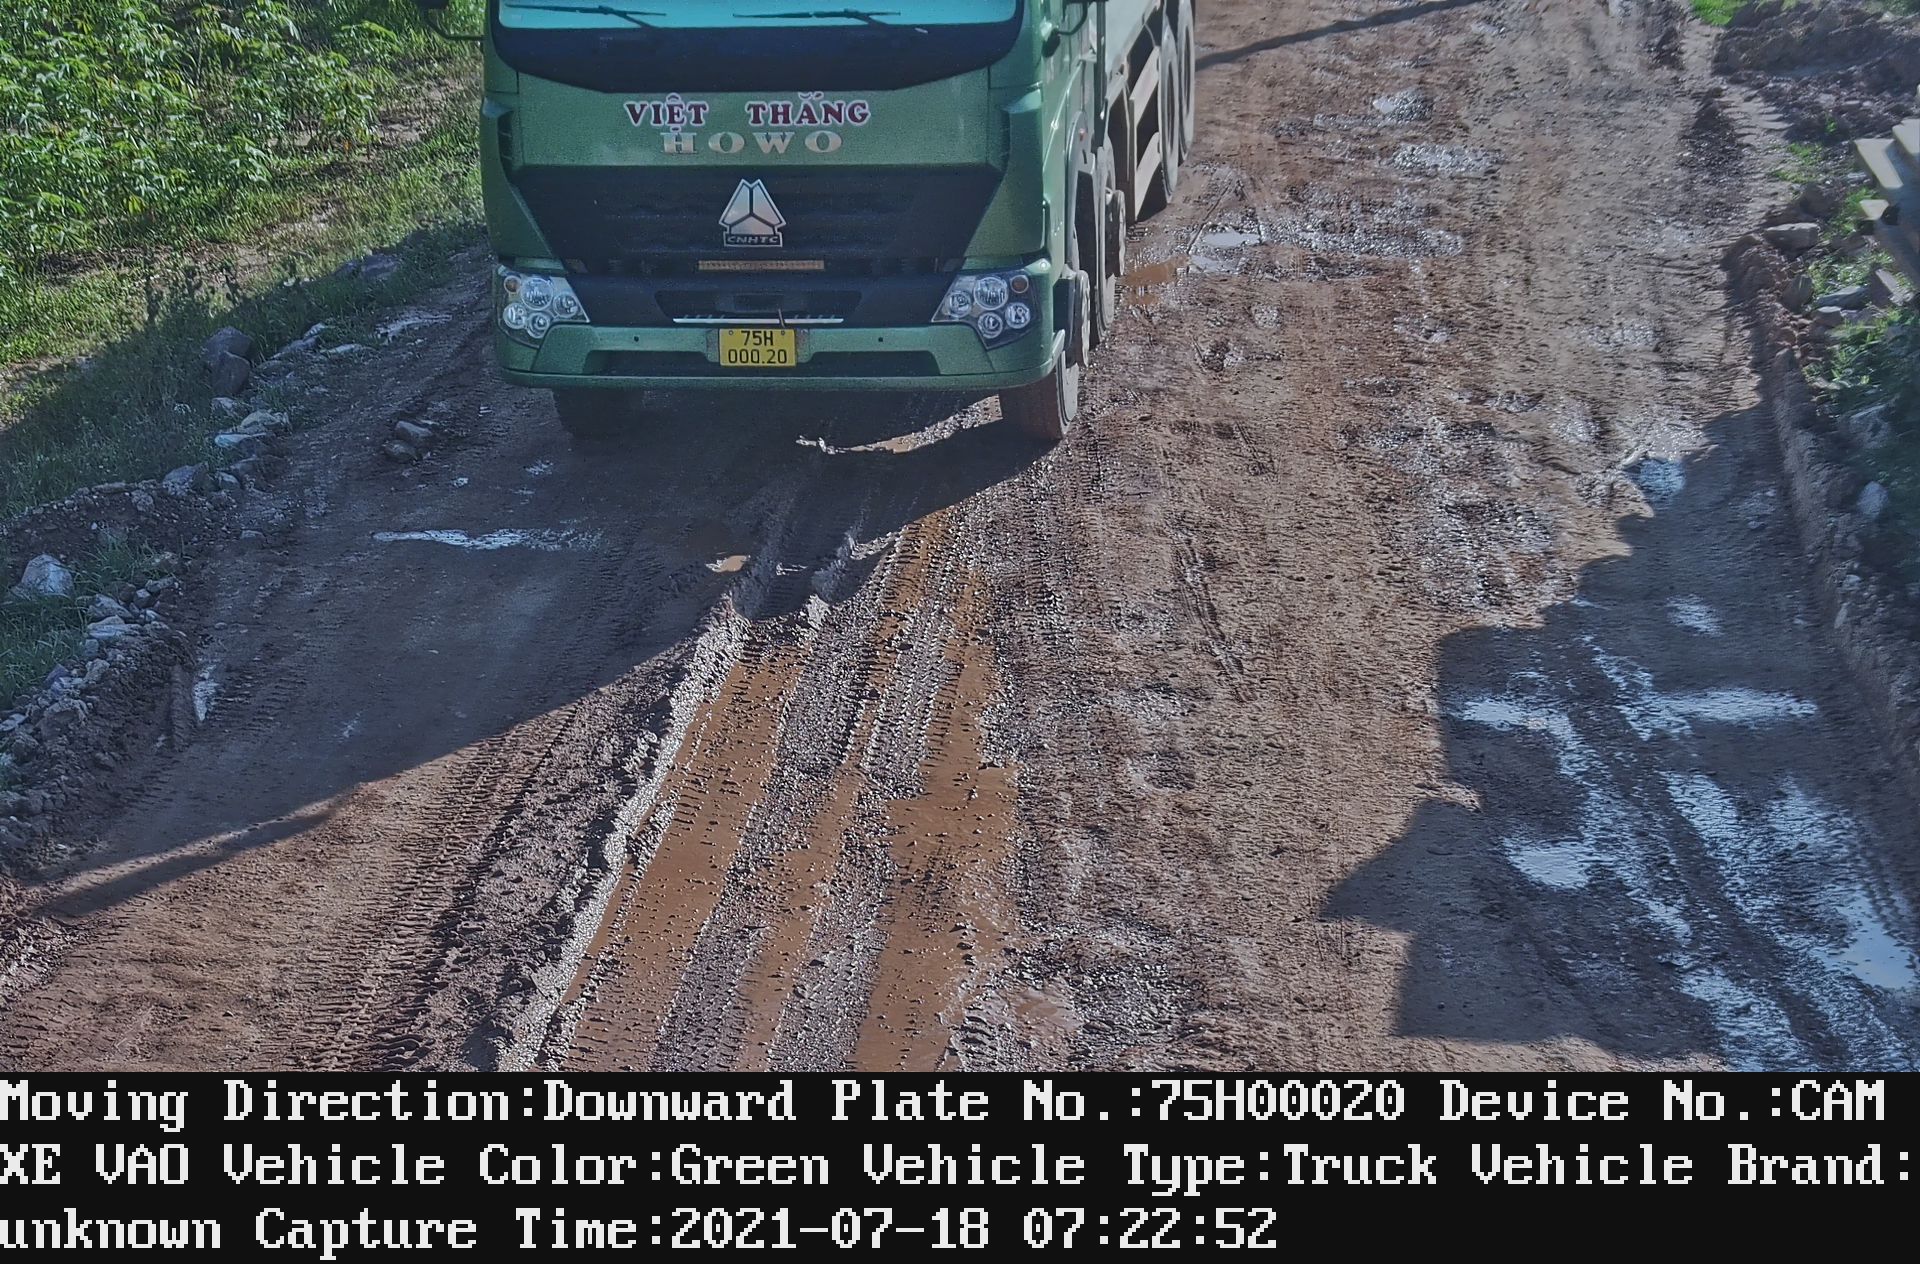 VIỆT THẮNG
HOWO
CNHTC
75H
000.20
Moving Direction:Downward Plate No.:75H00020 Device No.:CAM
XE VAO Vehicle Color:Green Vehicle Type:Truck Vehicle Brand:
unknown Capture Time:2021-07-18 07:22:52